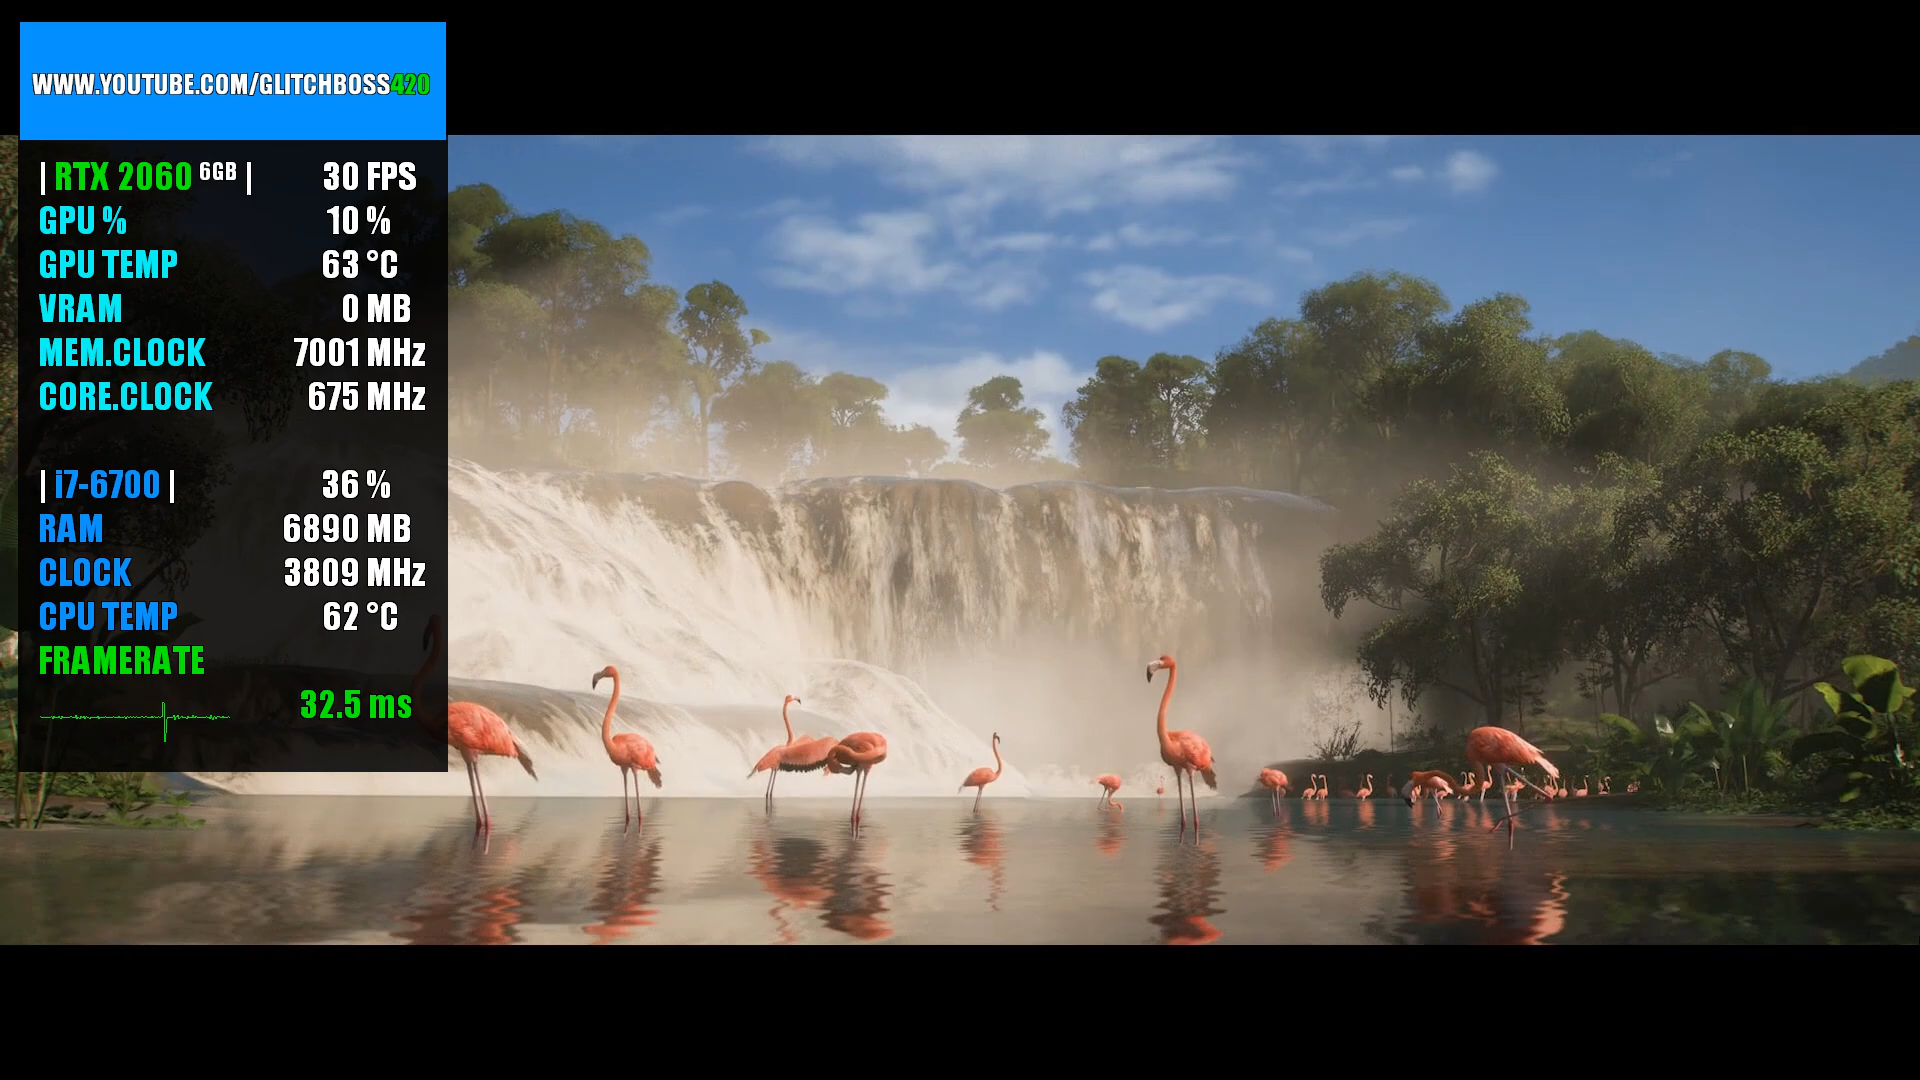 WWW.YOUTUBE.COM/GLITCHBOSS420
| RTX 2060 6GB | 30 FPS
GPU % 10 %
GPU TEMP 63 °C
VRAM 0 MB
MEM.CLOCK 7001 MHz
CORE.CLOCK 675 MHz
| i7-6700 | 36 %
RAM 6890 MB
CLOCK 3809 MHz
CPU TEMP 62 °C
FRAMERATE
32.5 ms